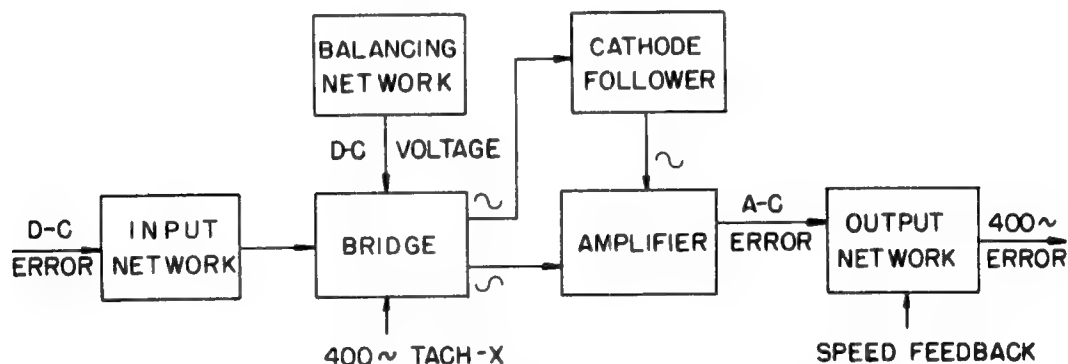 BALANCING
NETWORK
CATHODE
FOLLOWER
D-C VOLTAGE
∼
∼
D-C
ERROR
INPUT
NETWORK
BRIDGE
∽
AMPLIFIER
A-C
ERROR
OUTPUT
NETWORK
400∼
ERROR
400∼ TACH-X
SPEED FEEDBACK